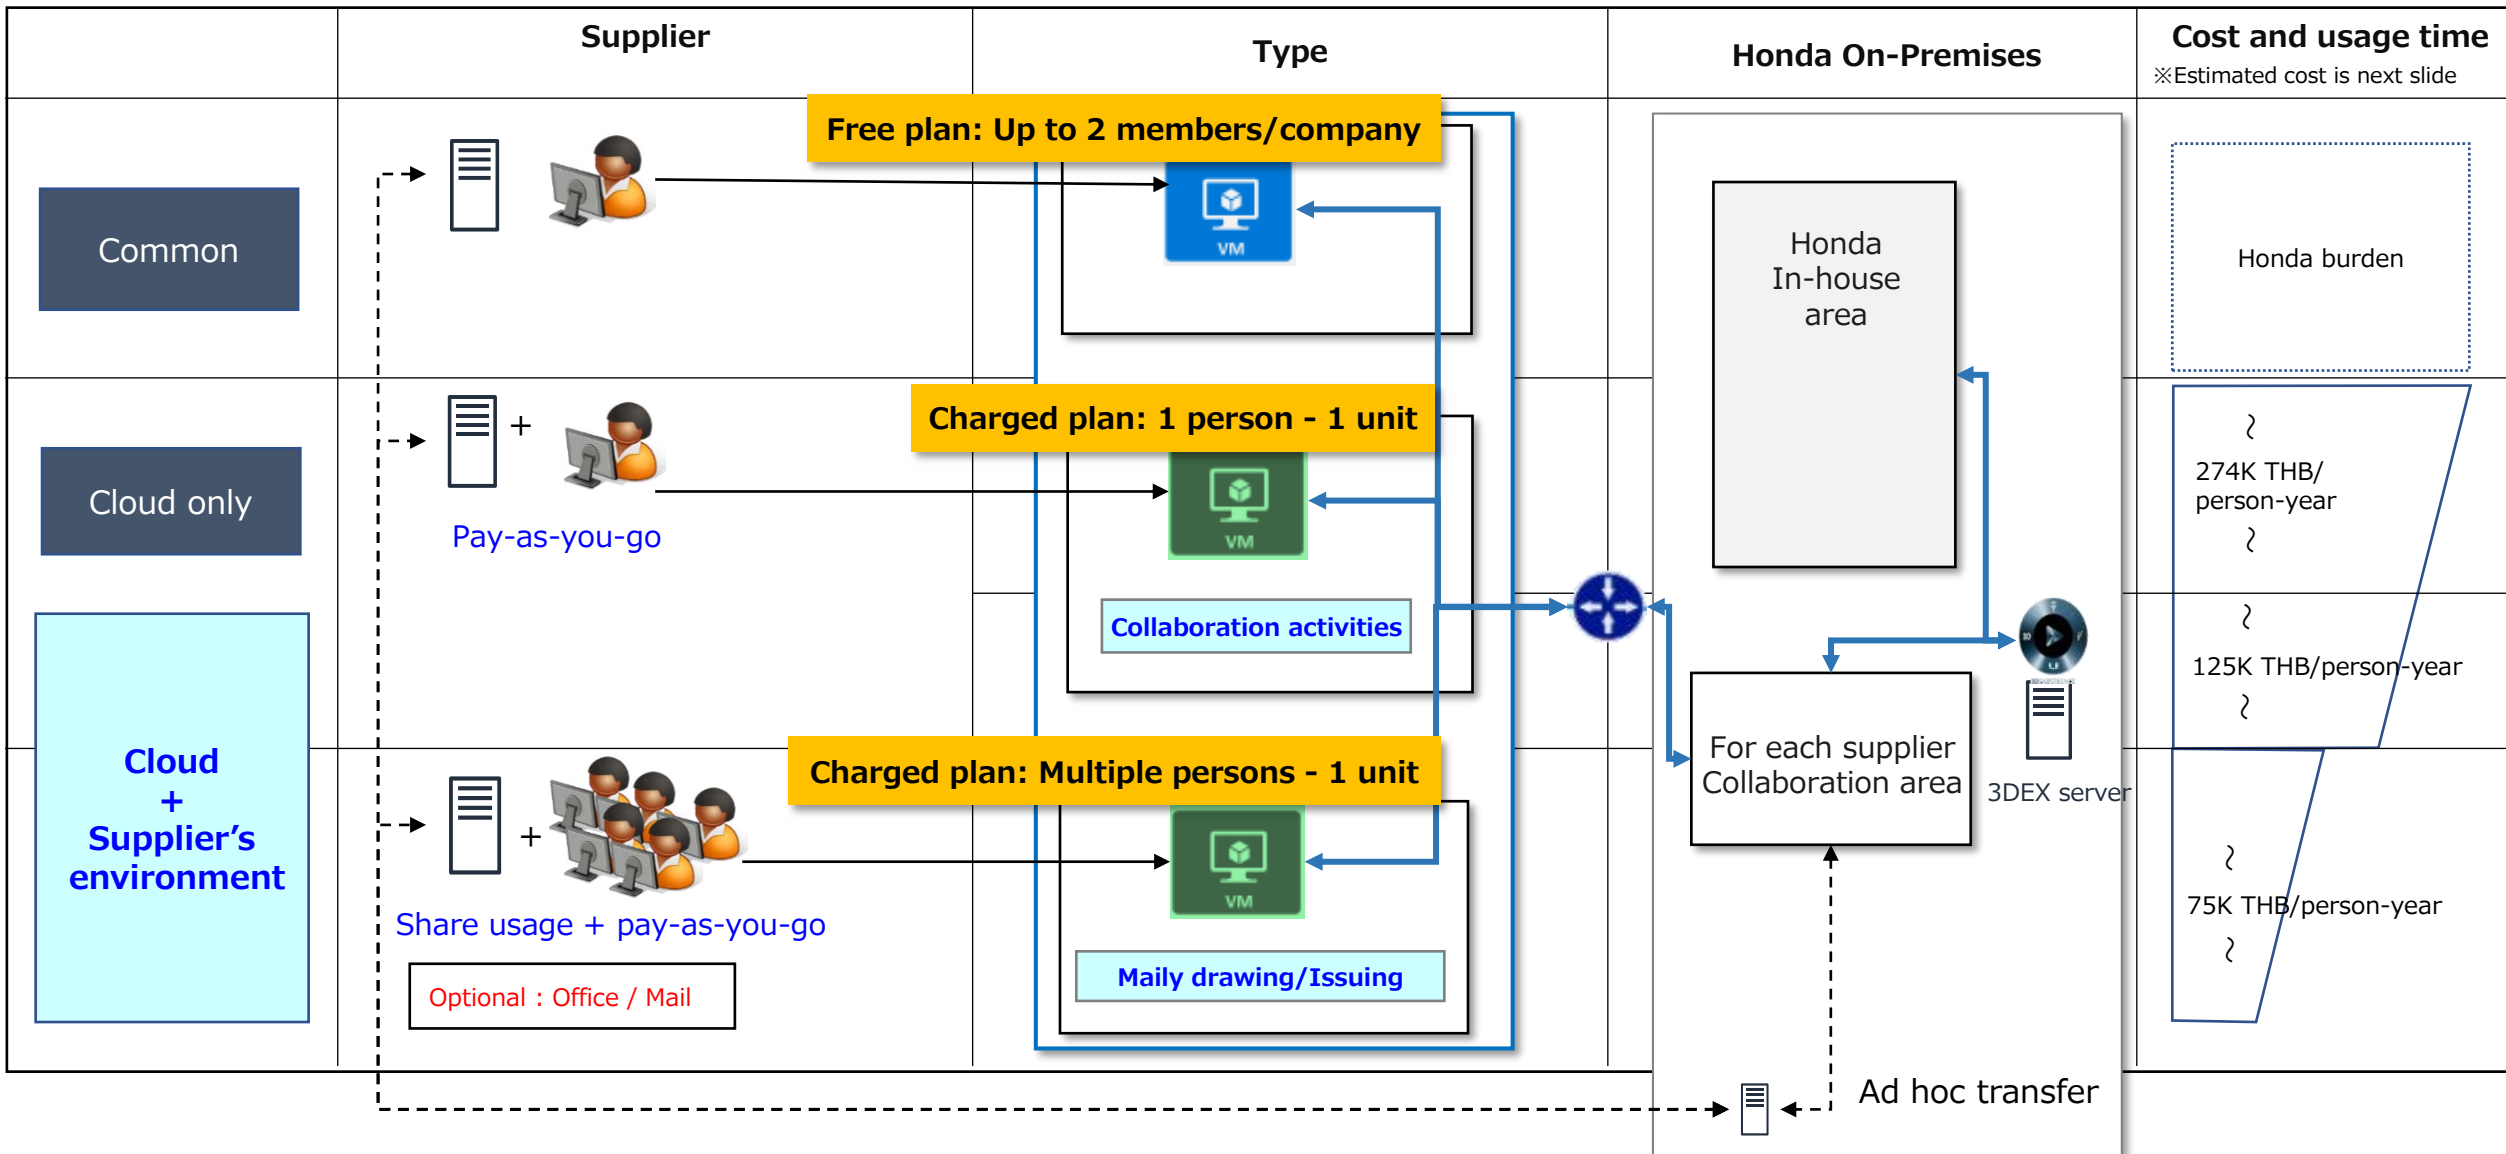 Supplier
Type
Honda On-Premises
Cost and usage time
※Estimated cost is next slide
Common
Free plan: Up to 2 members/company
VM
Honda
In-house
area
Honda burden
Cloud only
+
Pay-as-you-go
Charged plan: 1 person - 1 unit
VM
Collaboration activities
~
274K THB/
person-year
~
~
125K THB/person-year
~
Cloud
+
Supplier’s
environment
+
Share usage + pay-as-you-go
Optional : Office / Mail
Charged plan: Multiple persons - 1 unit
VM
Maily drawing/Issuing
For each supplier
Collaboration area
3DEX server
~
75K THB/person-year
~
Ad hoc transfer